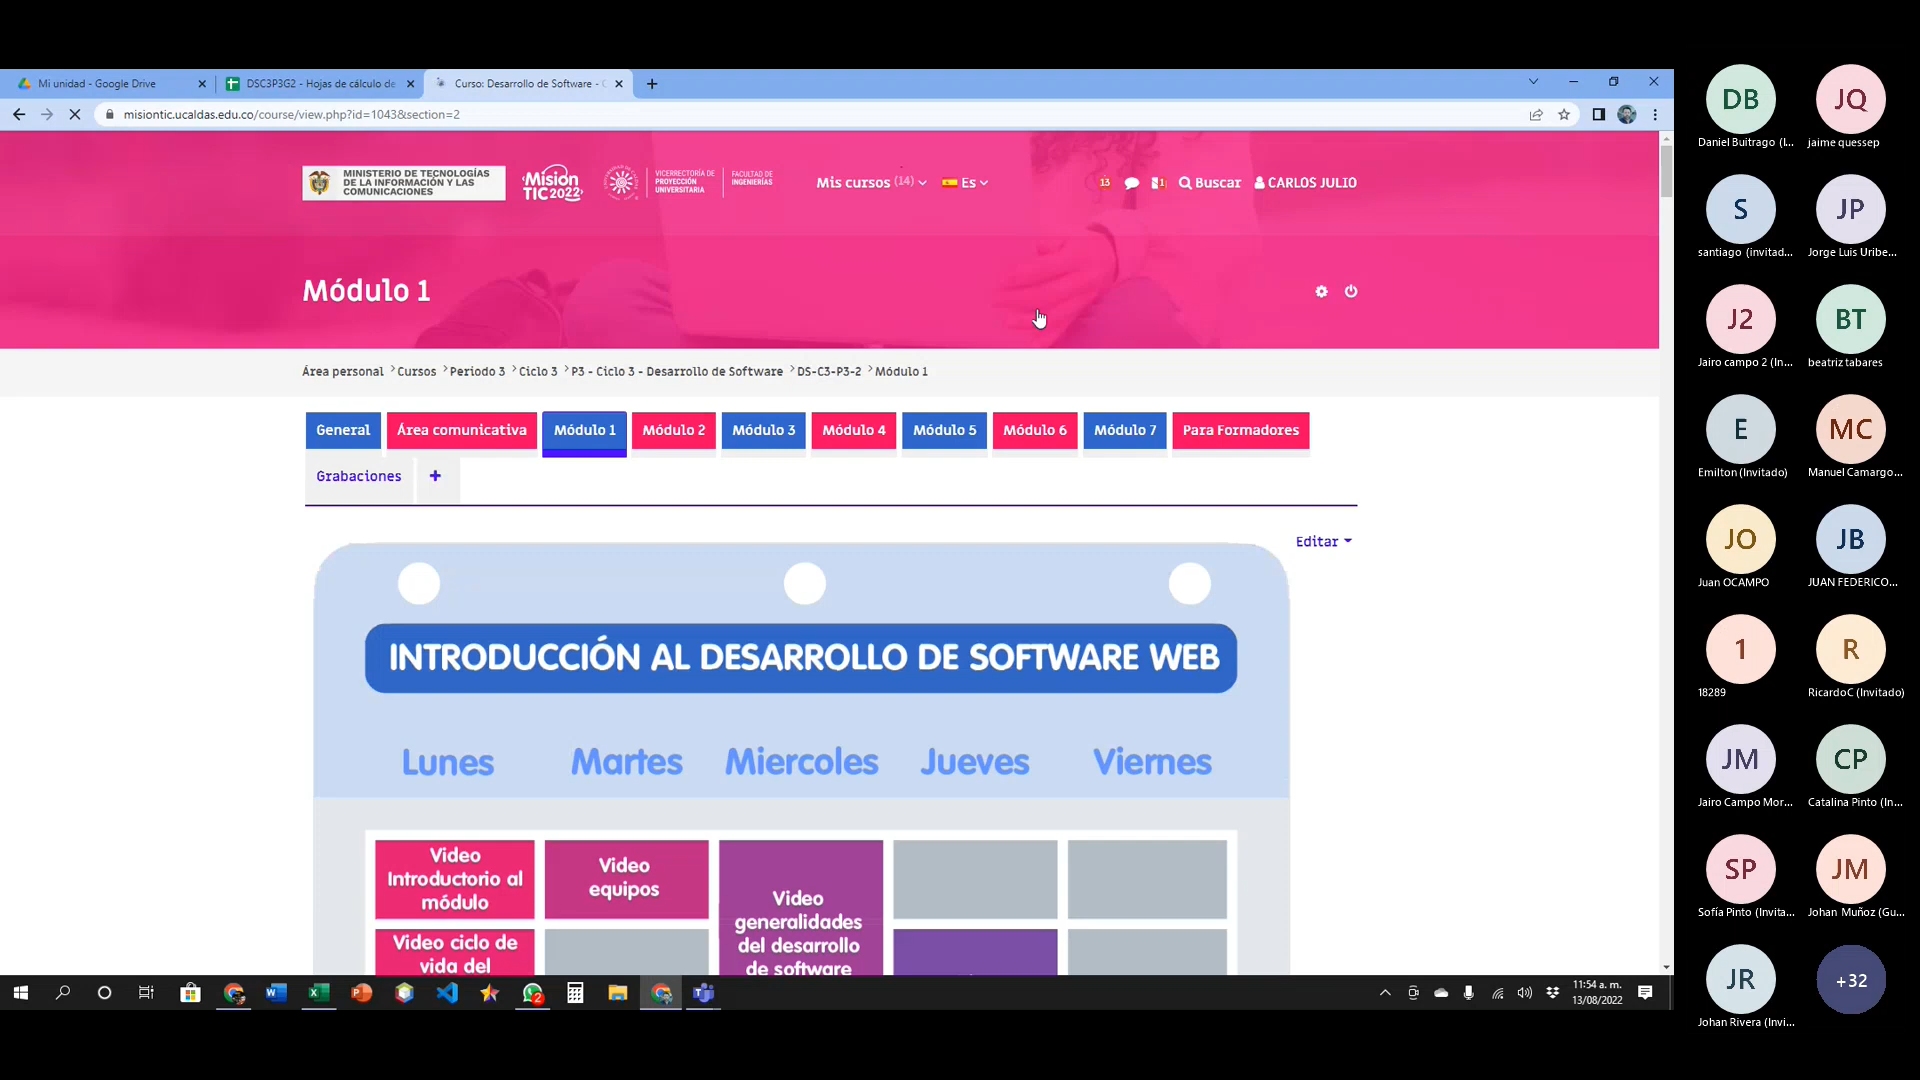 Mi unidad - Google Drive
DSC3P3G2 - Hojas de cálculo de
Curso: Desarrollo de Software - C
misiontic.ucaldas.edu.co/course/view.php?id=1043&section=2
MINISTERIO DE TECNOLOGÍAS
DE LA INFORMACIÓN Y LAS
COMUNICACIONES
Misión
TIC2022
VICERRECTORÍA DE
PROYECCIÓN
UNIVERSITARIA
FACULTAD DE
INGENIERÍAS
Mis cursos (14)
Es
13
1
Buscar
CARLOS JULIO
Módulo 1
Área personal > Cursos > Periodo 3 > Ciclo 3 > P3 - Ciclo 3 - Desarrollo de Software > DS-C3-P3-2 > Módulo 1
General
Área comunicativa
Módulo 1
Módulo 2
Módulo 3
Módulo 4
Módulo 5
Módulo 6
Módulo 7
Para Formadores
Grabaciones
+
Editar
INTRODUCCIÓN AL DESARROLLO DE SOFTWARE WEB
Lunes
Martes
Miercoles
Jueves
Viernes
Video
Introductorio al
módulo
Video
equipos
Video
generalidades
del desarrollo
de software
Video ciclo de
vida del
2
11:54 a. m.
13/08/2022
DB
Daniel Buitrago (I...
JQ
jaime quessep
S
santiago (invitad...
JP
Jorge Luis Uribe...
J2
Jairo campo 2 (In...
BT
beatriz tabares
E
Emilton (Invitado)
MC
Manuel Camargo...
JO
Juan OCAMPO
JB
JUAN FEDERICO...
1
18289
R
RicardoC (Invitado)
JM
Jairo Campo Mor...
CP
Catalina Pinto (In...
SP
Sofía Pinto (Invita...
JM
Johan Muñoz (Gu...
JR
Johan Rivera (Invi...
+32